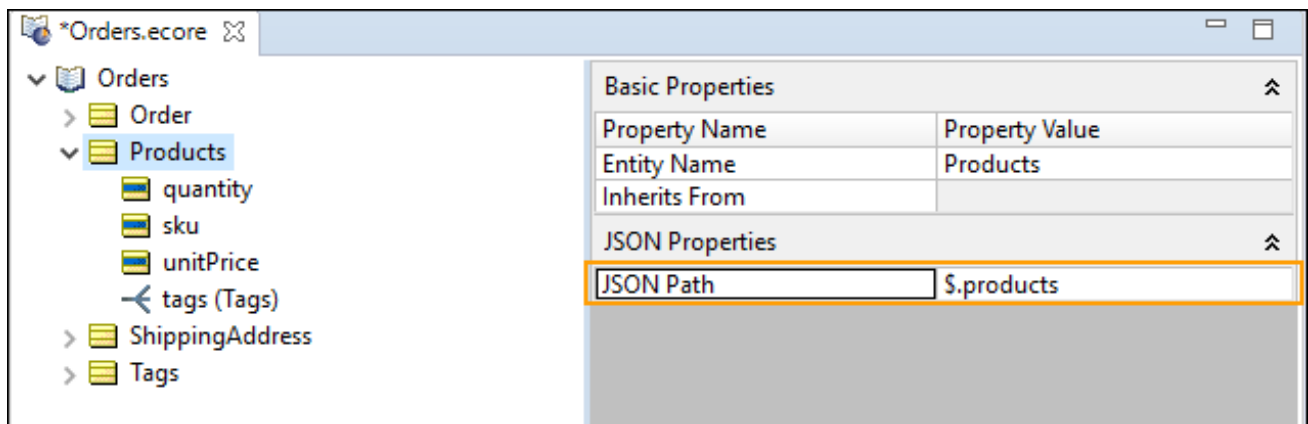 *Orders.ecore
Orders
Order
Products
quantity
sku
unitPrice
tags (Tags)
ShippingAddress
Tags
Basic Properties
Property Name Property Value
Entity Name Products
Inherits From
JSON Properties
JSON Path $.products